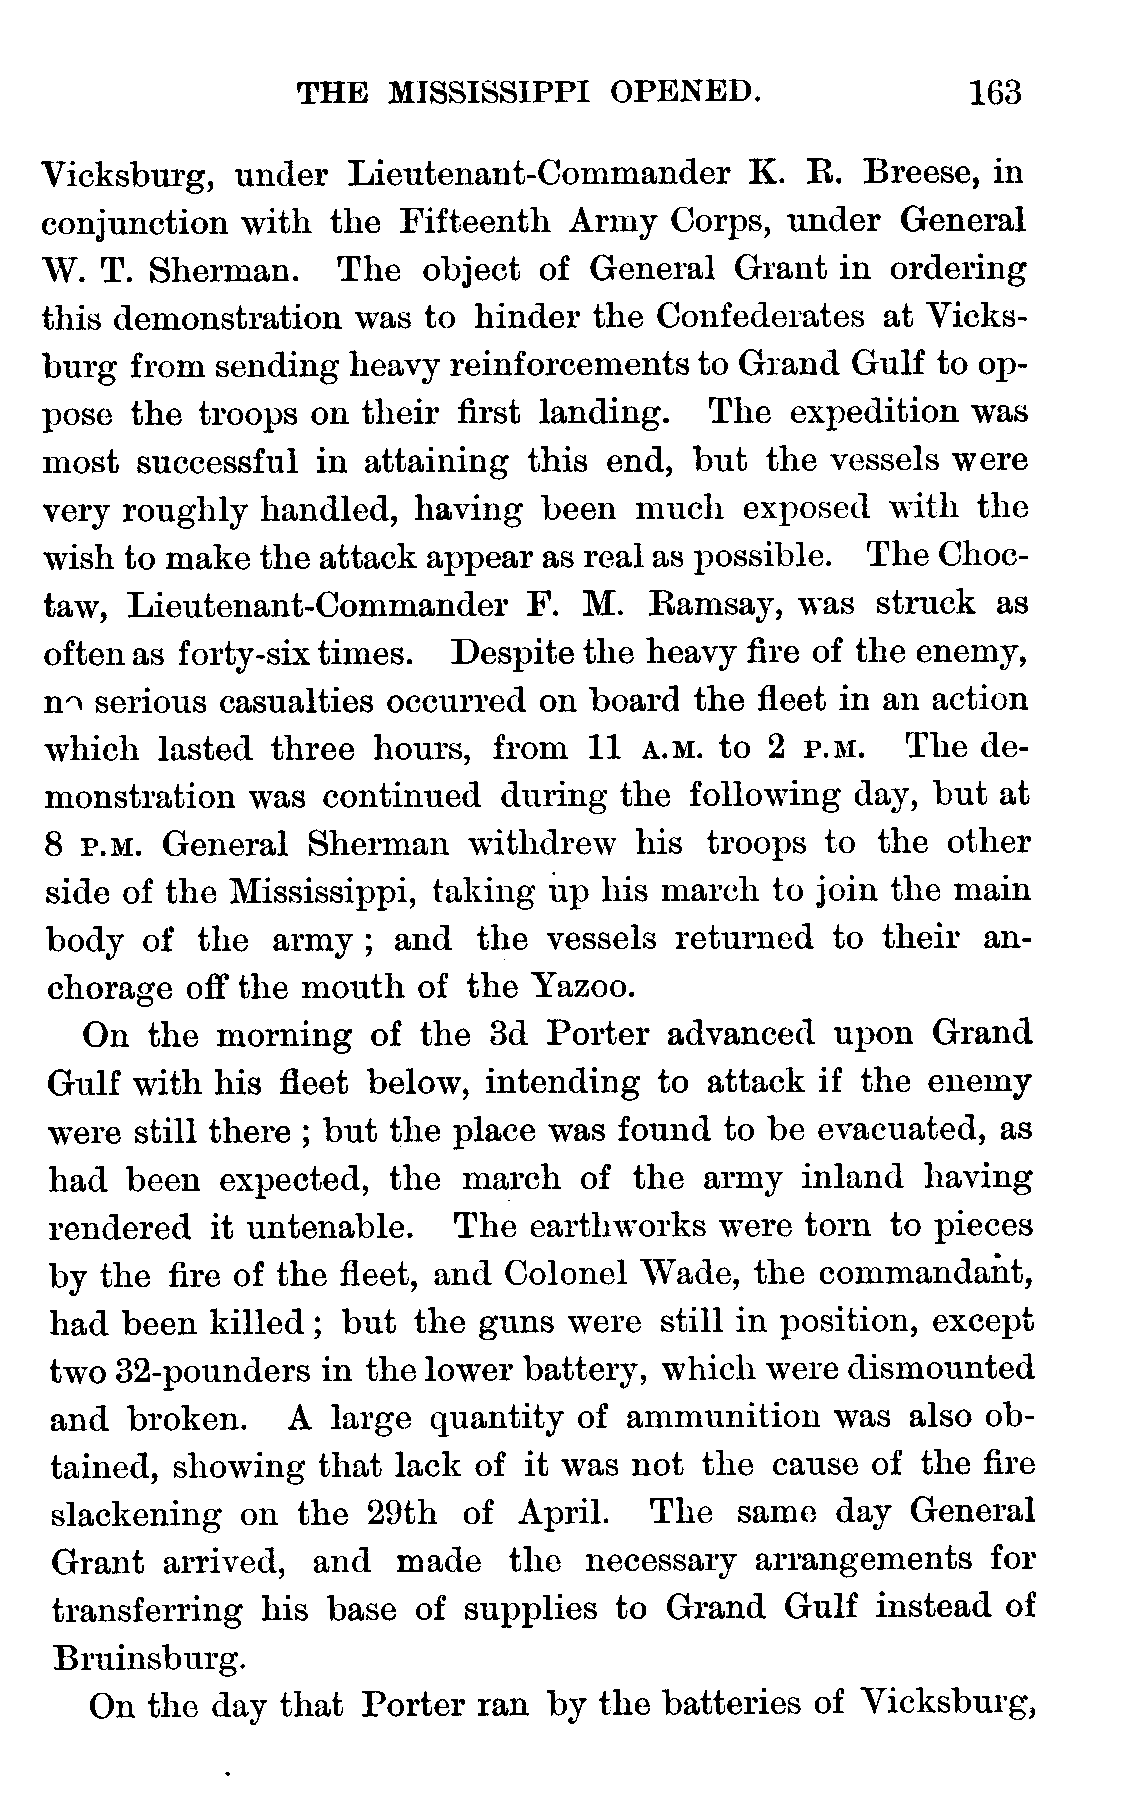 THE MISSISSIPPI OPENED. 163
Vicksburg, under Lieutenant-Commander K. R. Breese, in
conjunction with the Fifteenth Army Corps, under General
W. T. Sherman. The object of General Grant in ordering
this demonstration was to hinder the Confederates at Vicks-
burg from sending heavy reinforcements to Grand Gulf to op-
pose the troops on their first landing. The expedition was
most successful in attaining this end, but the vessels were
very roughly handled, having been much exposed with the
wish to make the attack appear as real as possible. The Choc-
taw, Lieutenant-Commander F. M. Ramsay, was struck as
often as forty-six times. Despite the heavy fire of the enemy,
no serious casualties occurred on board the fleet in an action
which lasted three hours, from 11 A.M. to 2 P.M. The de-
monstration was continued during the following day, but at
8 P.M. General Sherman withdrew his troops to the other
side of the Mississippi, taking up his march to join the main
body of the army ; and the vessels returned to their an-
chorage off the mouth of the Yazoo.
On the morning of the 3d Porter advanced upon Grand
Gulf with his fleet below, intending to attack if the enemy
were still there ; but the place was found to be evacuated, as
had been expected, the march of the army inland having
rendered it untenable. The earthworks were torn to pieces
by the fire of the fleet, and Colonel Wade, the commandant,
had been killed ; but the guns were still in position, except
two 32-pounders in the lower battery, which were dismounted
and broken. A large quantity of ammunition was also ob-
tained, showing that lack of it was not the cause of the fire
slackening on the 29th of April. The same day General
Grant arrived, and made the necessary arrangements for
transferring his base of supplies to Grand Gulf instead of
Bruinsburg.
On the day that Porter ran by the batteries of Vicksburg,